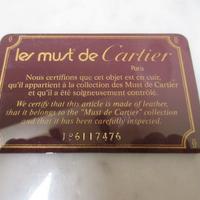 les must de Cartier
Paris
Nous certifions que cet objet est en cuir,
qu'il appartient à la collection des Must de Cartier
et qu'il a été soigneusement contrôlé.
We certify that this article is made of leather,
that it belongs to the "Must de Cartier" collection
and that it has been carefully inspected.